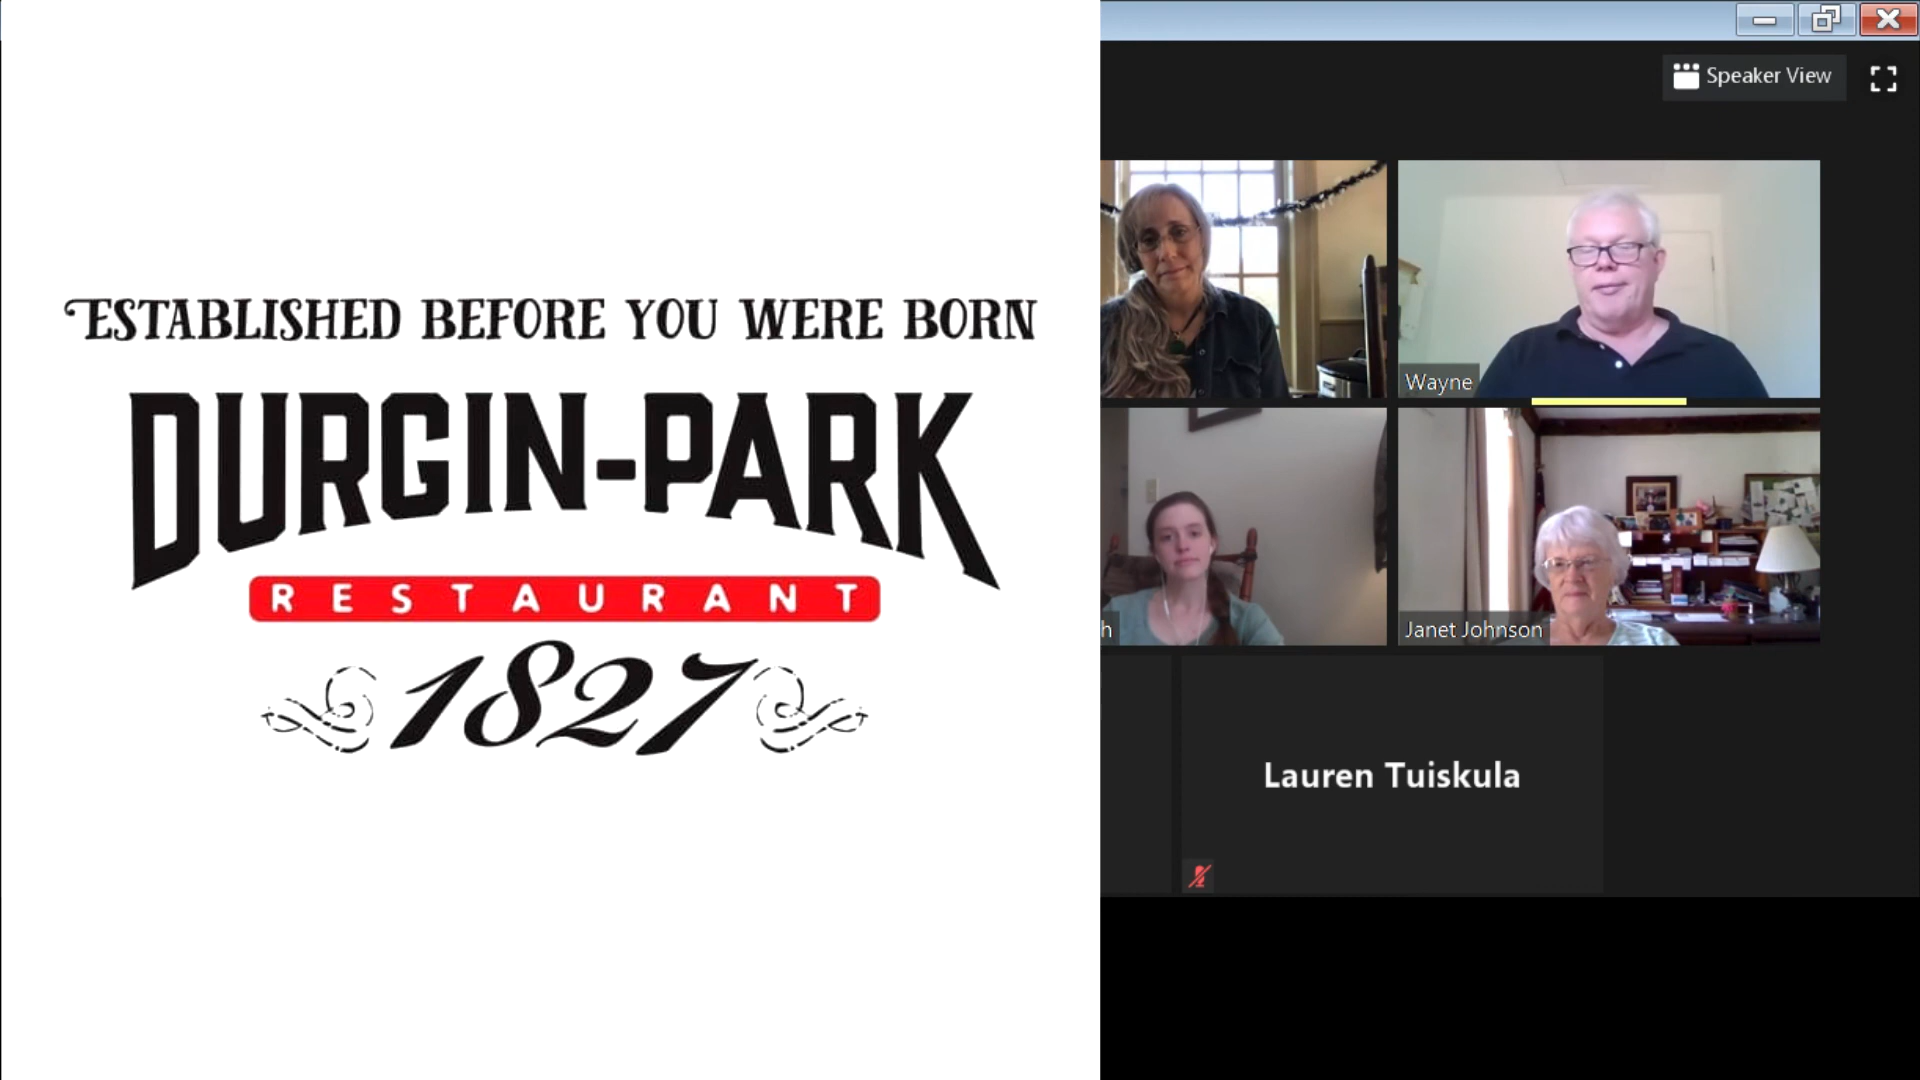 ESTABLISHED BEFORE YOU WERE BORN
DURGIN-PARK
RESTAURANT
1827
Speaker View
Wayne
h
Janet Johnson
Lauren Tuiskula